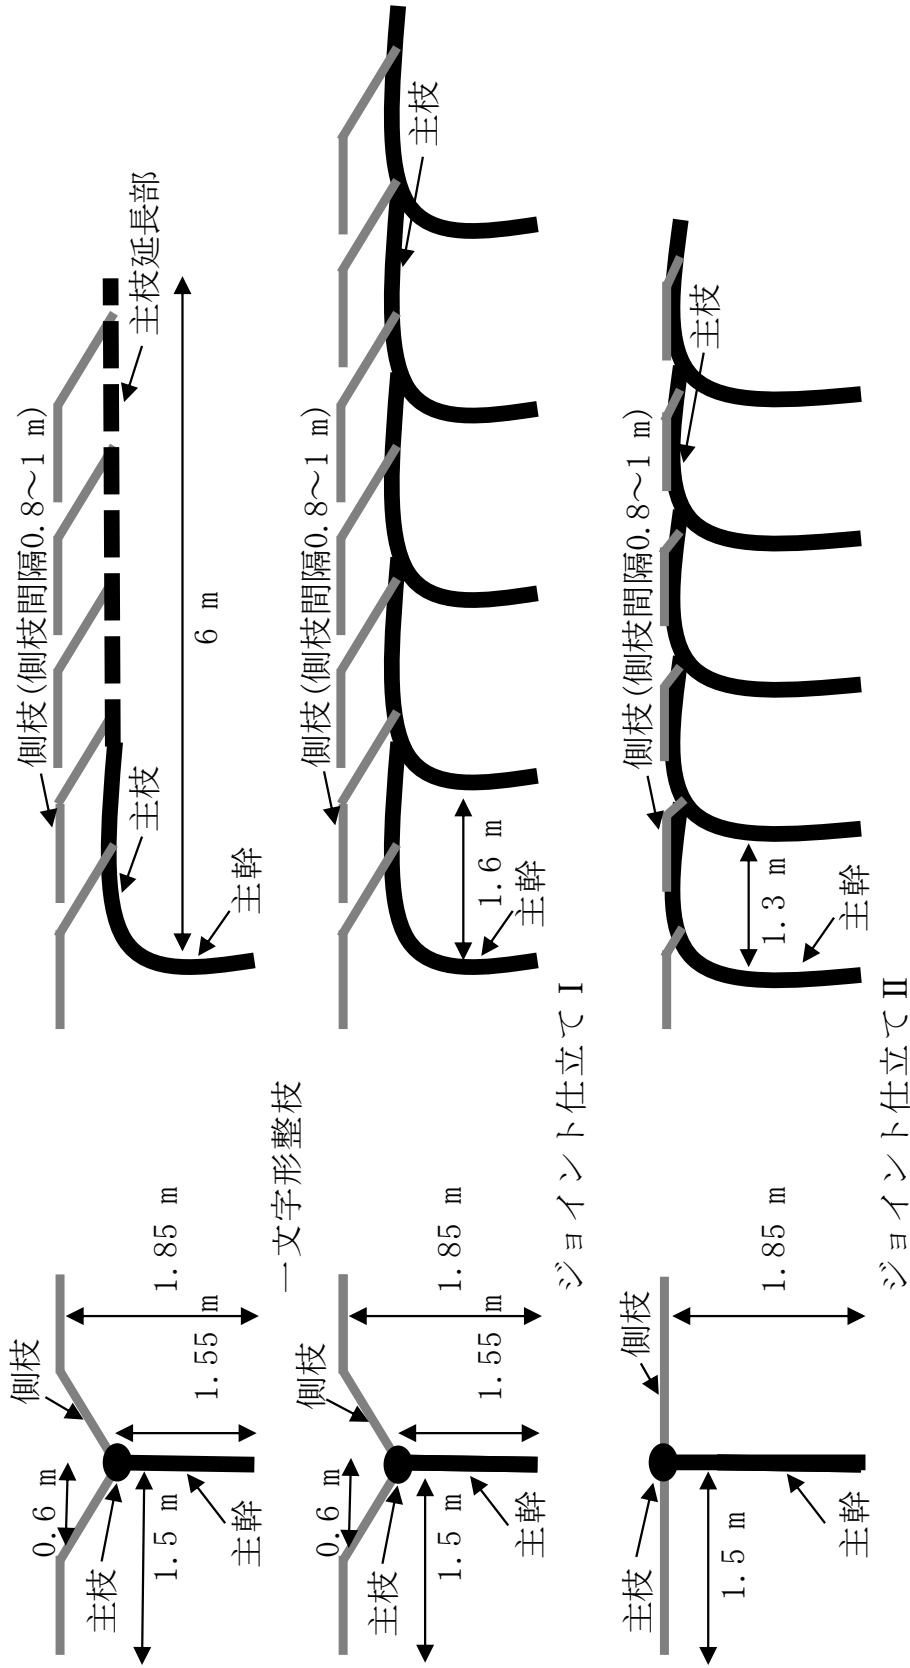 側枝(側枝間隔0.8～1 m)
主枝延長部
主枝
6 m
主幹
側枝
0.6 m
1.85 m
1.55 m
主枝
1.5 m
主幹
一文字形整枝
側枝(側枝間隔0.8～1 m)
主枝
1.6 m
主幹
側枝
0.6 m
1.85 m
1.55 m
主枝
1.5 m
主幹
ジョイント仕立てⅠ
側枝(側枝間隔0.8～1 m)
主枝
1.3 m
主幹
側枝
1.85 m
主枝
1.5 m
主幹
ジョイント仕立てⅡ